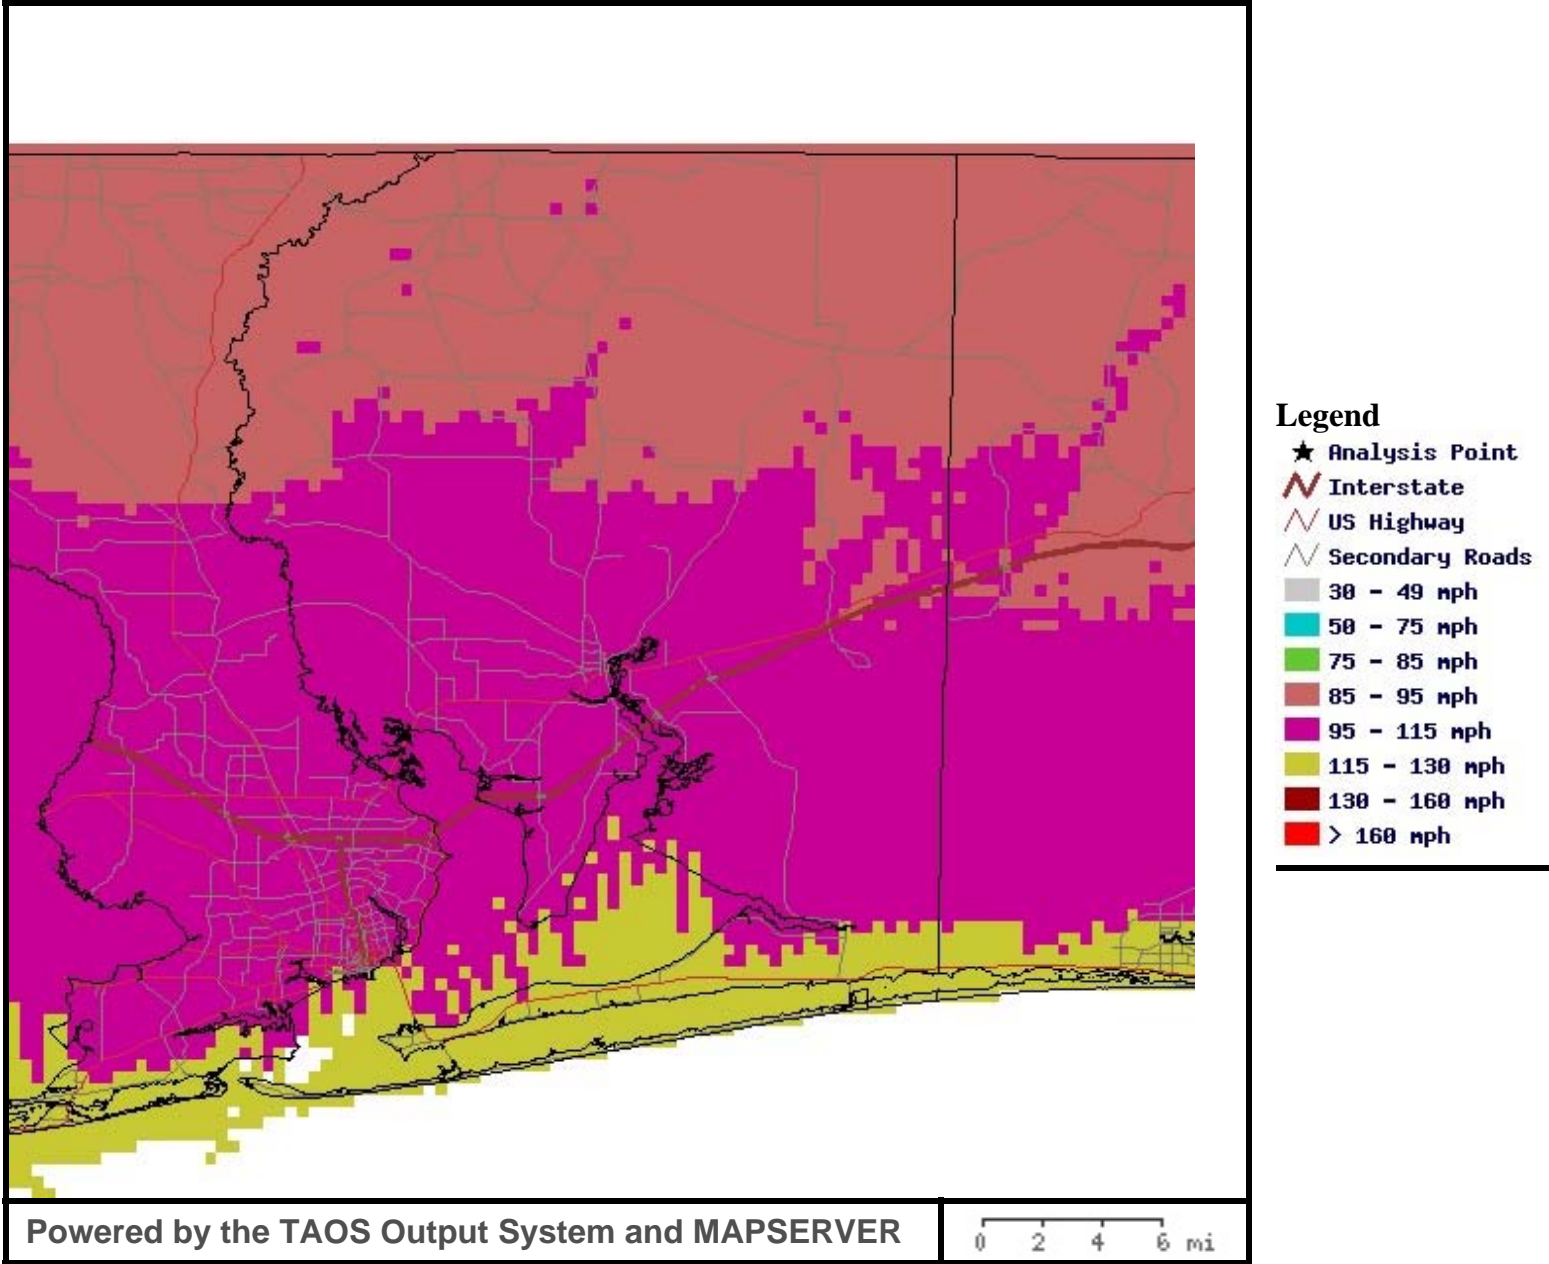 Legend
Analysis Point
Interstate
US Highway
Secondary Roads
30 - 49 mph
50 - 75 mph
75 - 85 mph
85 - 95 mph
95 - 115 mph
115 - 130 mph
130 - 160 mph
> 160 mph
Powered by the TAOS Output System and MAPSERVER
0 2 4 6 mi